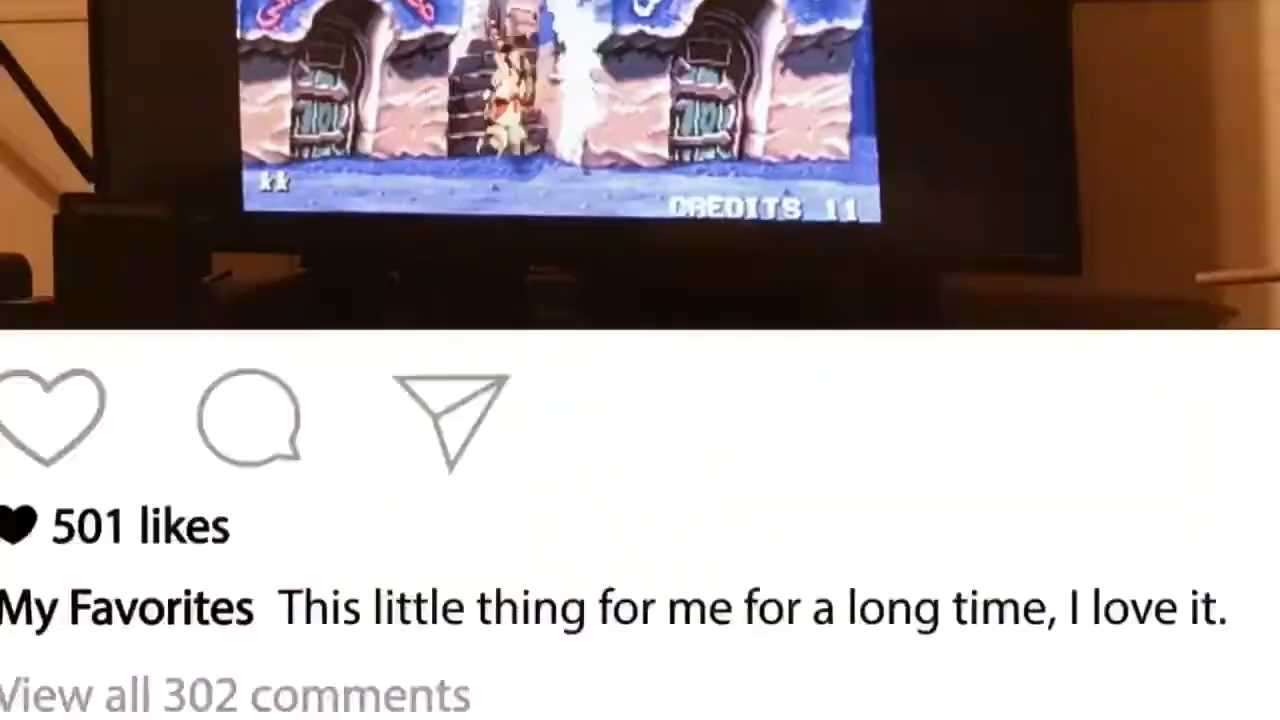 CREDITS 11
501 likes
My Favorites This little thing for me for a long time, I love it.
View all 302 comments